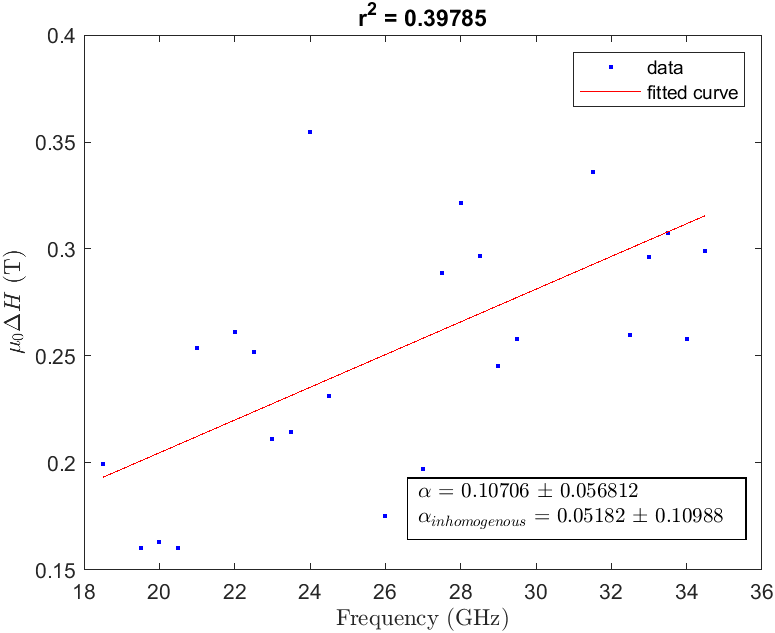 r² = 0.39785
0.4
0.35
0.3
0.25
0.2
0.15
μ₀ΔH (T)
data
fitted curve
α = 0.10706 ± 0.056812
α_inhomogenous = 0.05182 ± 0.10988
18 20 22 24 26 28 30 32 34 36
Frequency (GHz)